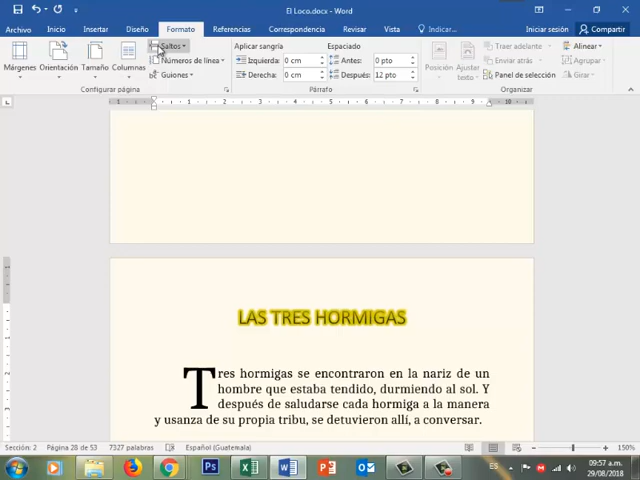 El Loco.docx - Word
Archivo Inicio Insertar Diseño Formato Referencias Correspondencia Revisar Vista Indicar... Iniciar sesión Compartir
Márgenes Orientación Tamaño Columnas
Saltos
Números de línea
Guiones
Configurar página
Aplicar sangría Espaciado
Izquierda: 0 cm Antes: 0 pto
Derecha: 0 cm Después: 12 pto
Párrafo
Posición Ajustar texto
Traer adelante
Enviar atrás
Panel de selección
Alinear
Agrupar
Girar
Organizar
LAS TRES HORMIGAS
Tres hormigas se encontraron en la nariz de un
hombre que estaba tendido, durmiendo al sol. Y
después de saludarse cada hormiga a la manera
y usanza de su propia tribu, se detuvieron allí, a conversar.
Sección: 2 Página 28 de 53 7327 palabras Español (Guatemala) 150%
ES 09:57 a.m.
29/08/2018